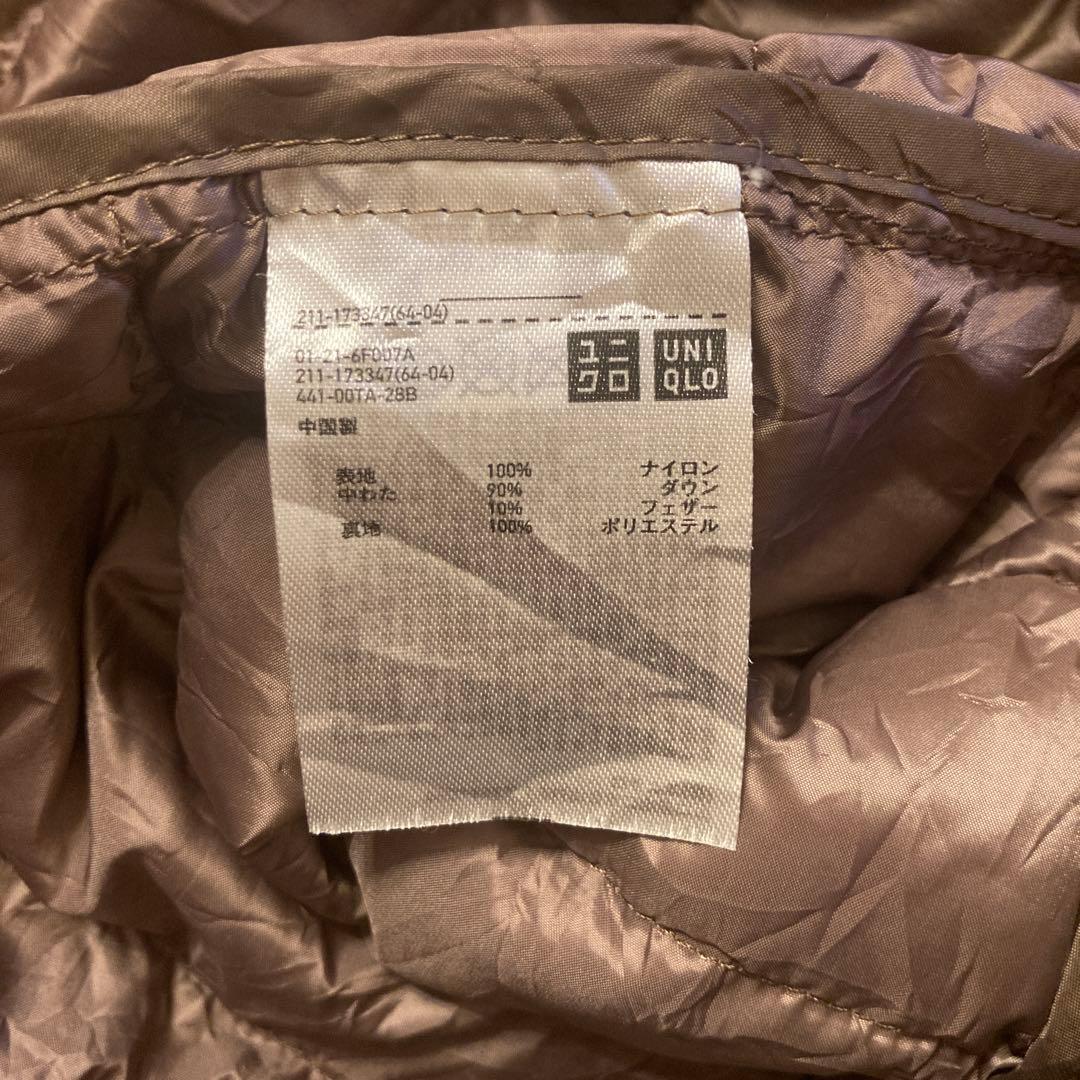 211-173347(64-04)
01-21-6F007A
211-173347(64-04)
441-00TA-28B
ユニクロ
UNIQLO
中国製
表地 100% ナイロン
中わた 90% ダウン
10% フェザー
裏地 100% ポリエステル